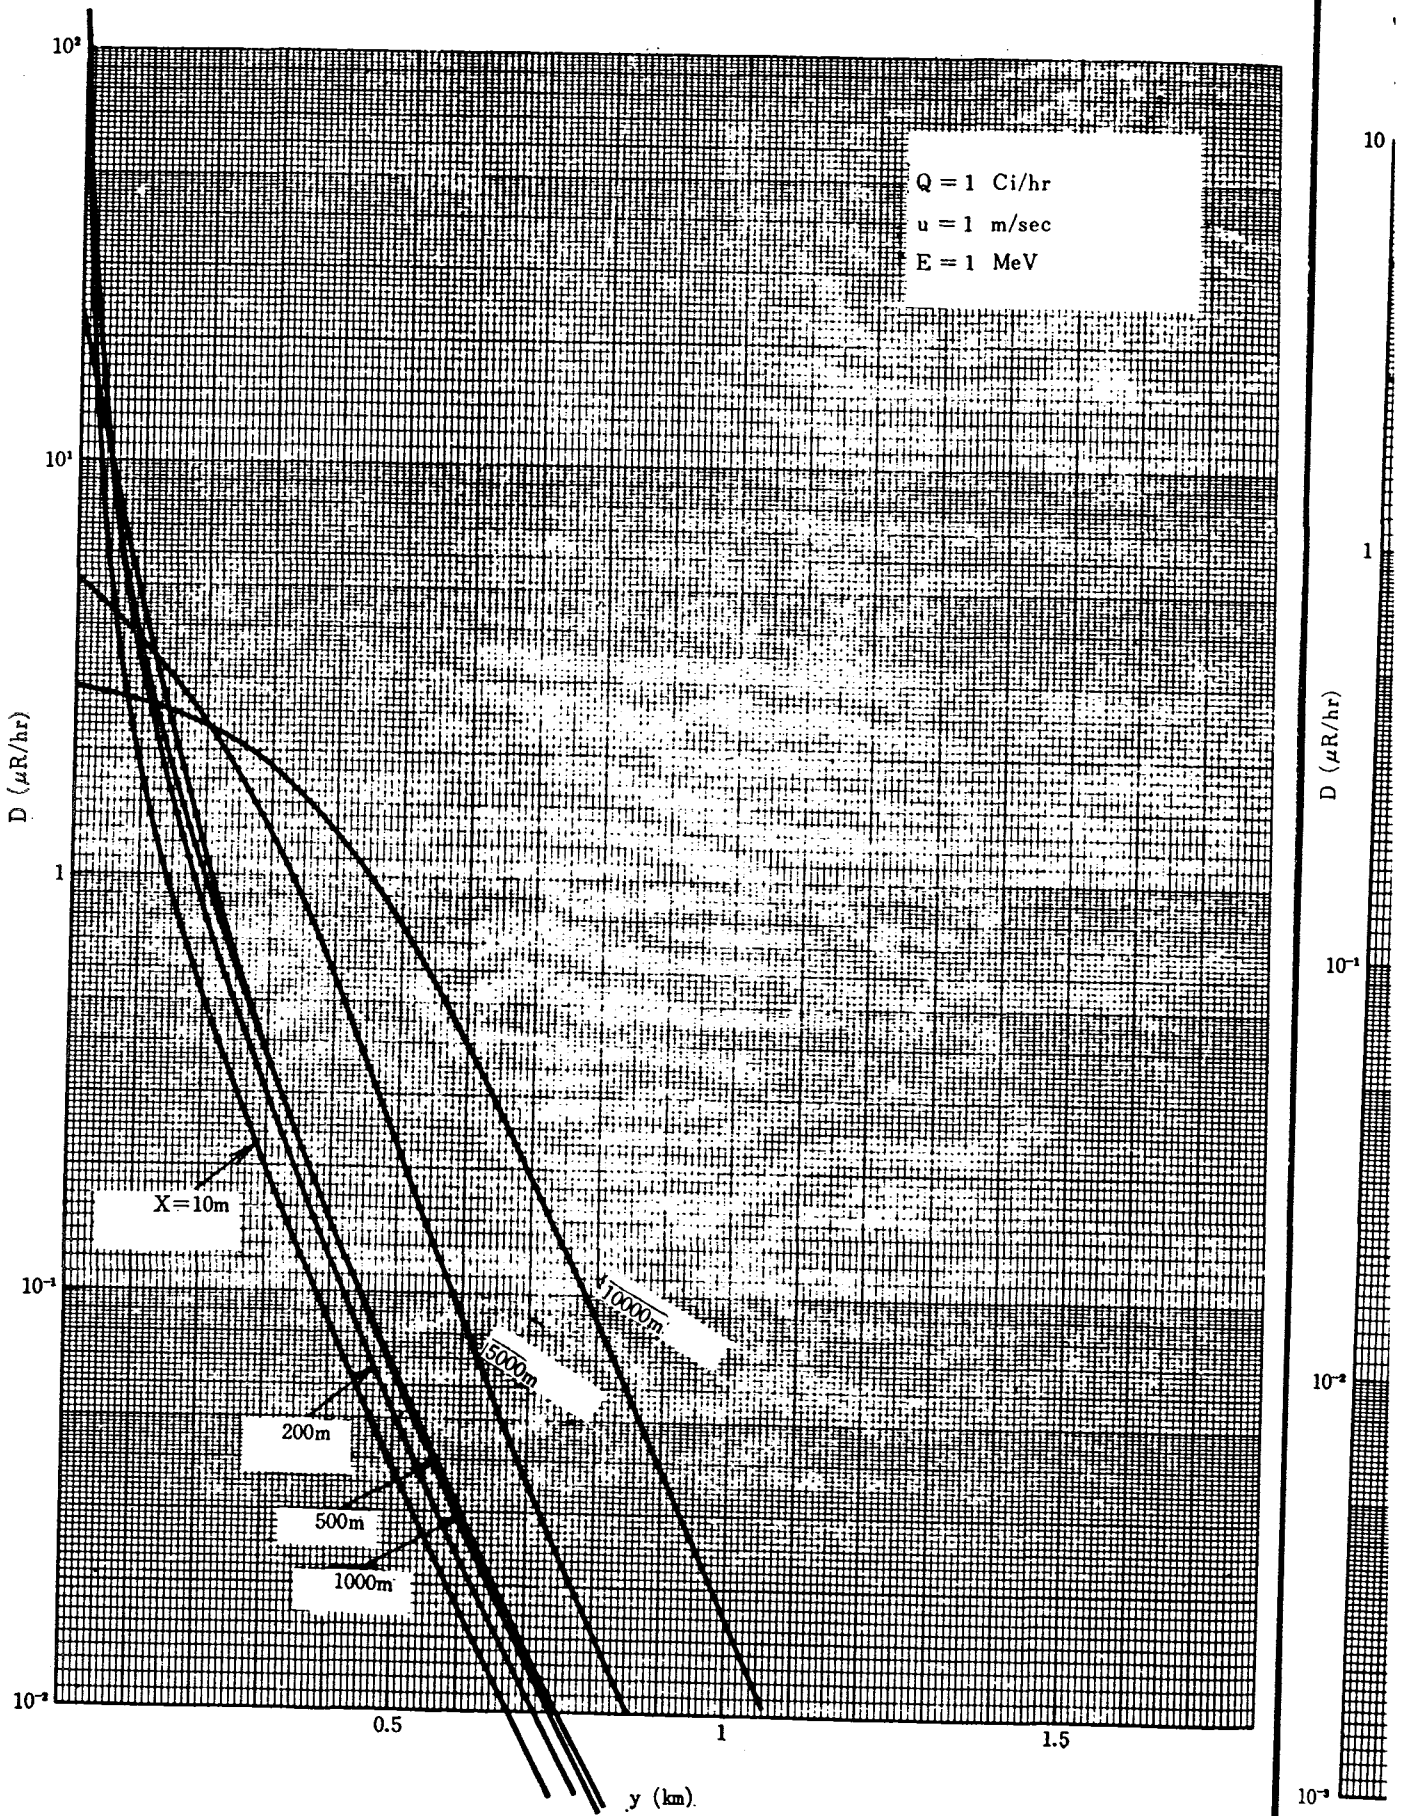 10²
Q = 1 Ci/hr
u = 1 m/sec
E = 1 MeV
10¹
D (μR/hr)
1
X=10m
10⁻¹
10000m
5000m
200m
500m
1000m
10⁻²
0.5
1
1.5
y (km)
10
1
D (μR/hr)
10⁻¹
10⁻²
10⁻³